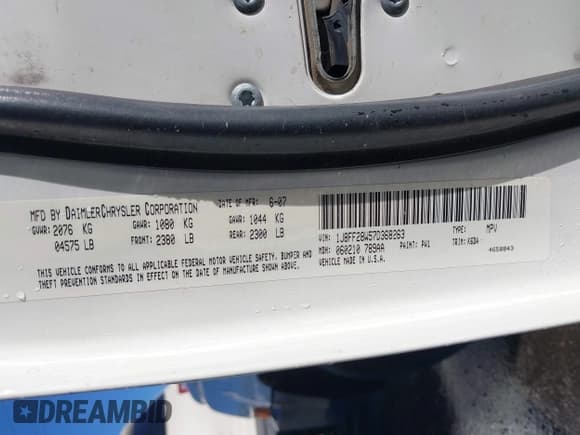 MFD BY DAIMLERCHRYSLER CORPORATION DATE OF MFR: 6-07
GVWR: 2076 KG GAWR: 1080 KG GAWR: 1044 KG
04575 LB FRONT: 2380 LB REAR: 2300 LB
THIS VEHICLE CONFORMS TO ALL APPLICABLE FEDERAL MOTOR VEHICLE SAFETY, BUMPER, AND
THEFT PREVENTION STANDARDS IN EFFECT ON THE DATE OF MANUFACTURE SHOWN ABOVE.
VIN: 1J8FF28W57D368263 TYPE: MPV
MDH: 060210 789AA PAINT: PW1 TRIM: K6DA
VEHICLE MADE IN U.S.A. 4658043
DREAMBID